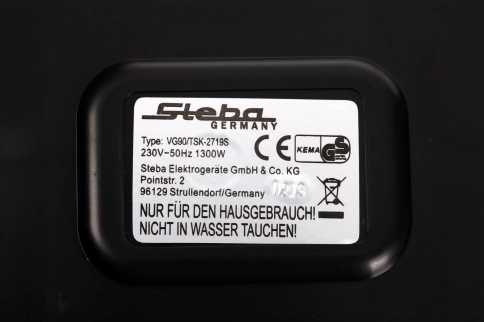 Steba
GERMANY
Type: VG90/TSK-2719S
230V~50Hz 1300W
CE KEMA GS
Steba Elektrogeräte GmbH & Co. KG
Pointstr. 2
96129 Strullendorf/Germany
NUR FÜR DEN HAUSGEBRAUCH!
NICHT IN WASSER TAUCHEN!